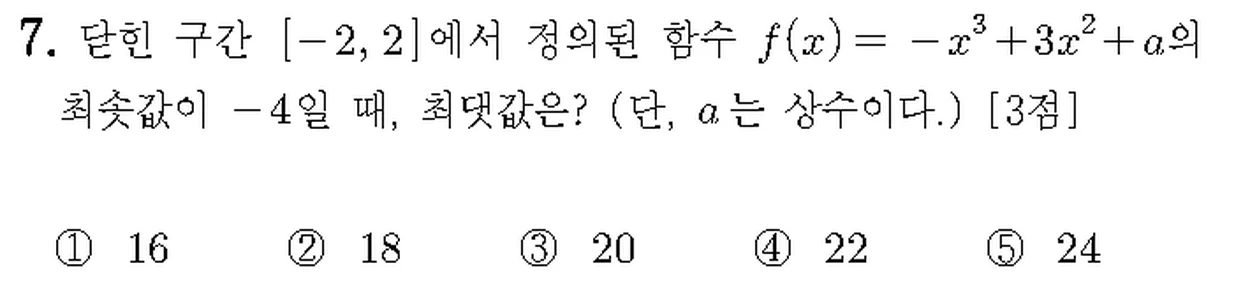 7. 닫힌 구간 [−2, 2]에서 정의된 함수 f(x) = −x³+3x²+a의
최솟값이 −4일 때, 최댓값은? (단, a는 상수이다.) [3점]
① 16 ② 18 ③ 20 ④ 22 ⑤ 24